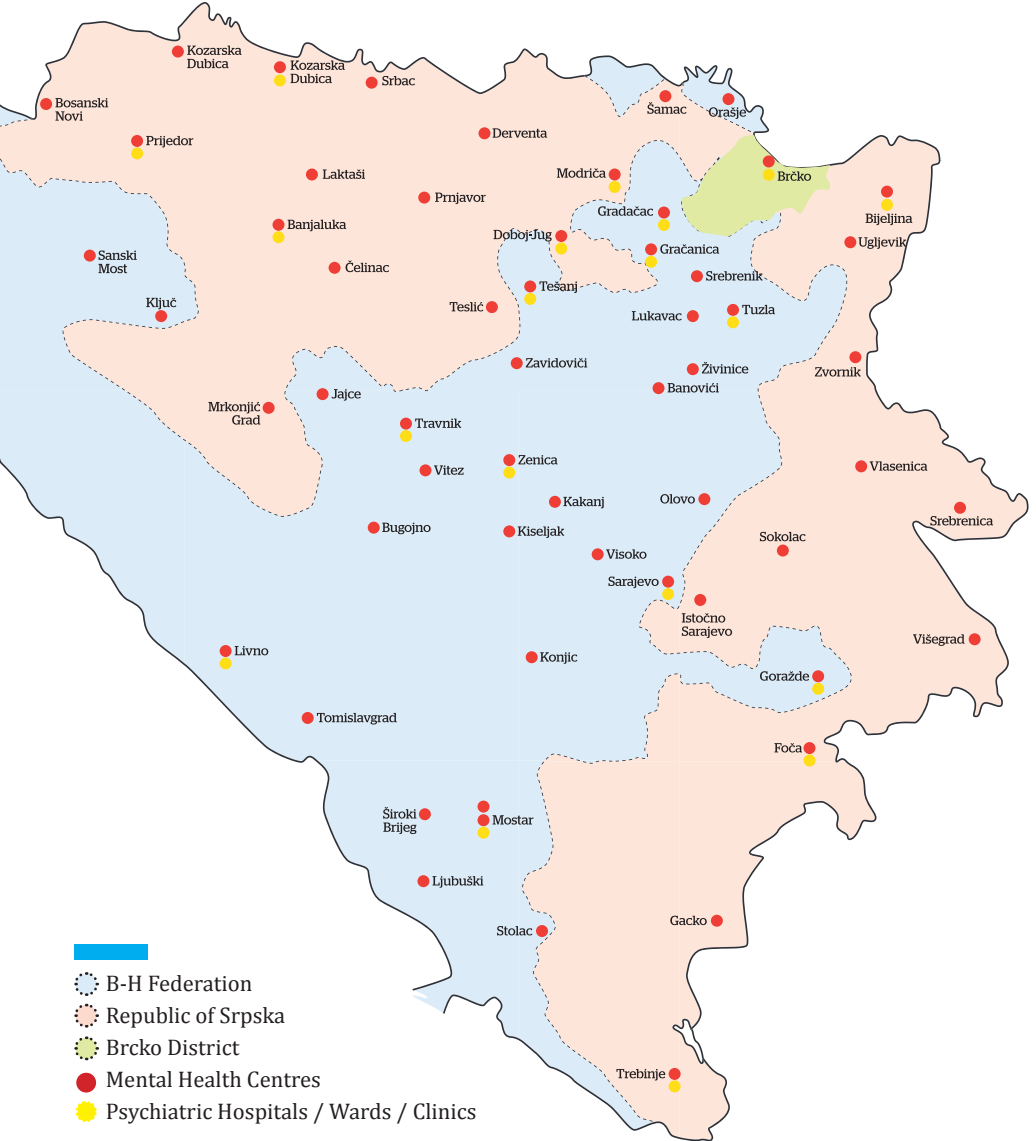 Kozarska
Dubica
Kozarska
Dubica
Srbac
Bosanski
Novi
Šamac
Orašje
Prijedor
Derventa
Laktaši
Modriča
Brčko
Prnjavor
Gradačac
Bijeljina
Banjaluka
Doboj-Jug
Gračanica
Ugljevik
Sanski
Most
Čelinac
Srebrenik
Tešanj
Ključ
Teslić
Lukavac
Tuzla
Zavidovići
Živinice
Zvornik
Banovići
Jajce
Mrkonjić
Grad
Travnik
Vitez
Zenica
Vlasenica
Kakanj
Olovo
Srebrenica
Bugojno
Kiseljak
Sokolac
Visoko
Sarajevo
Istočno
Sarajevo
Višegrad
Livno
Konjic
Goražde
Tomislavgrad
Foča
Široki
Brijeg
Mostar
Ljubuški
Stolac
Gacko
Trebinje
B-H Federation
Republic of Srpska
Brcko District
Mental Health Centres
Psychiatric Hospitals / Wards / Clinics